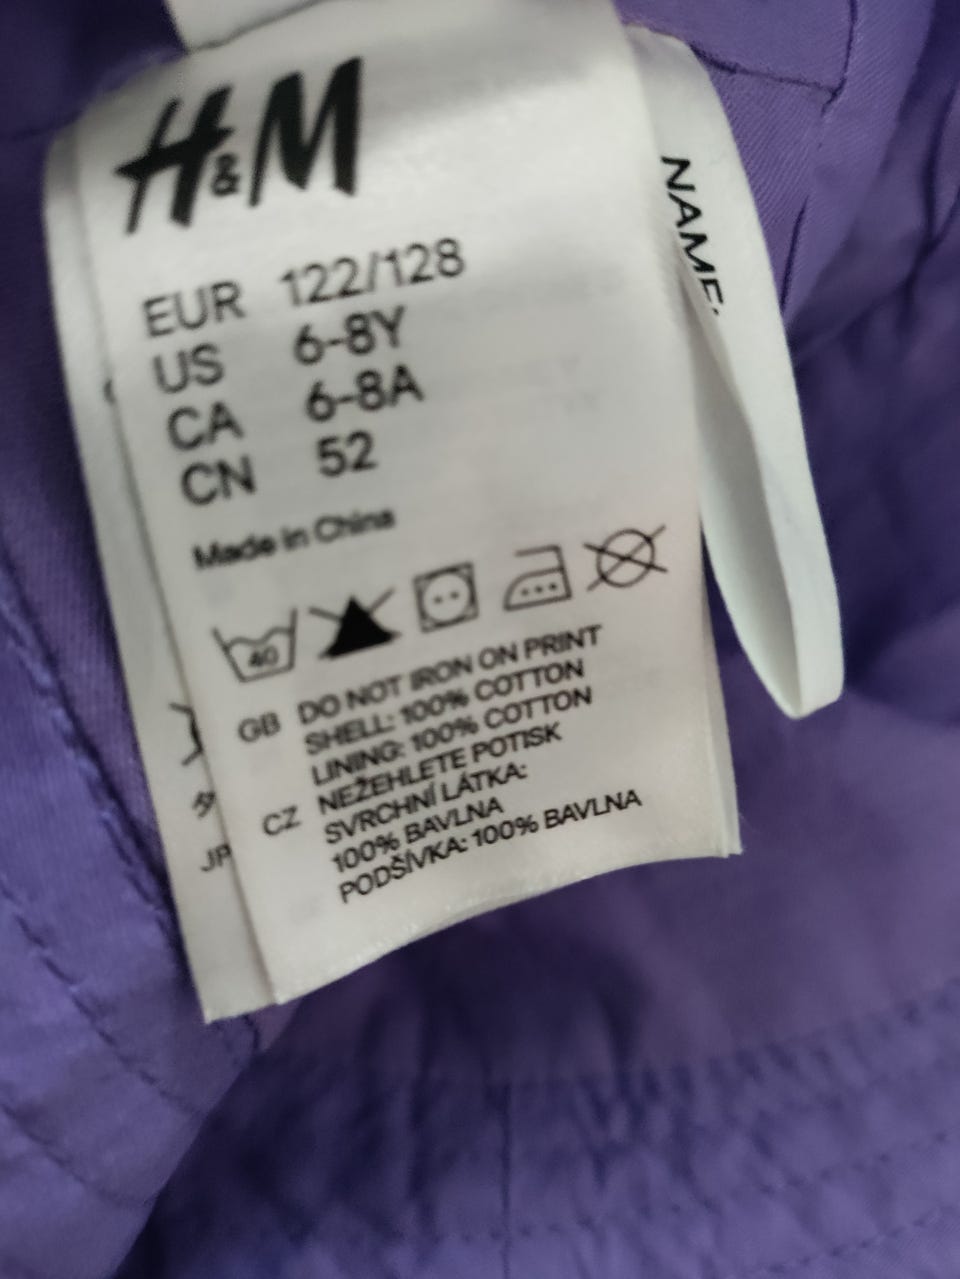 H&M
EUR 122/128
US 6-8Y
CA 6-8A
CN 52
Made in China
40
GB DO NOT IRON ON PRINT
SHELL: 100% COTTON
LINING: 100% COTTON
CZ NEŽEHLETE POTISK
SVRCHNÍ LÁTKA:
100% BAVLNA
PODŠÍVKA: 100% BAVLNA
JP
NAME: